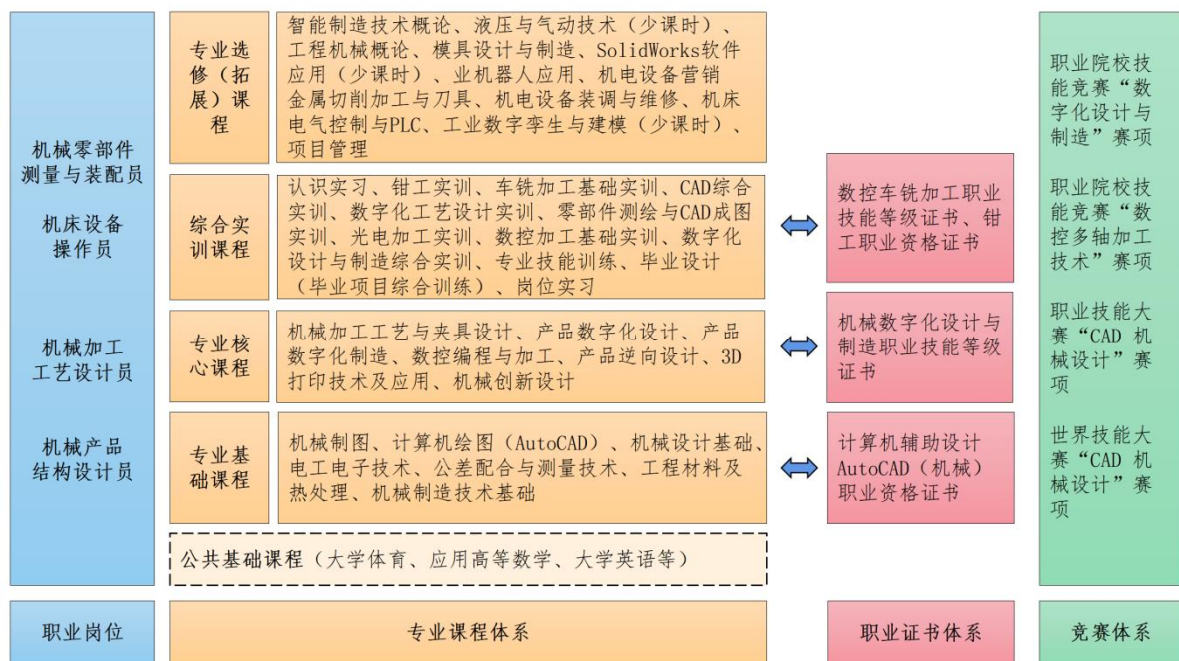 机械零部件
测量与装配员
机床设备
操作员
机械加工
工艺设计员
机械产品
结构设计员
职业岗位
专业选
修（拓
展）课
程
智能制造技术概论、液压与气动技术（少课时）、
工程机械概论、模具设计与制造、SolidWorks软件
应用（少课时）、业机器人应用、机电设备营销
金属切削加工与刀具、机电设备装调与维修、机床
电气控制与PLC、工业数字孪生与建模（少课时）、
项目管理
综合实
训课程
认识实习、钳工实训、车铣加工基础实训、CAD综合
实训、数字化工艺设计实训、零部件测绘与CAD成图
实训、光电加工实训、数控加工基础实训、数字化
设计与制造综合实训、专业技能训练、毕业设计
（毕业项目综合训练）、岗位实习
专业核
心课程
机械加工工艺与夹具设计、产品数字化设计、产品
数字化制造、数控编程与加工、产品逆向设计、3D
打印技术及应用、机械创新设计
专业基
础课程
机械制图、计算机绘图（AutoCAD）、机械设计基础、
电工电子技术、公差配合与测量技术、工程材料及
热处理、机械制造技术基础
公共基础课程（大学体育、应用高等数学、大学英语等）
专业课程体系
数控车铣加工职业
技能等级证书、钳
工职业资格证书
机械数字化设计与
制造职业技能等级
证书
计算机辅助设计
AutoCAD（机械）
职业资格证书
职业证书体系
职业院校技
能竞赛“数
字化设计与
制造”赛项
职业院校技
能竞赛“数
控多轴加工
技术”赛项
职业技能大
赛“CAD 机
械设计”赛
项
世界技能大
赛“CAD 机
械设计”赛
项
竞赛体系